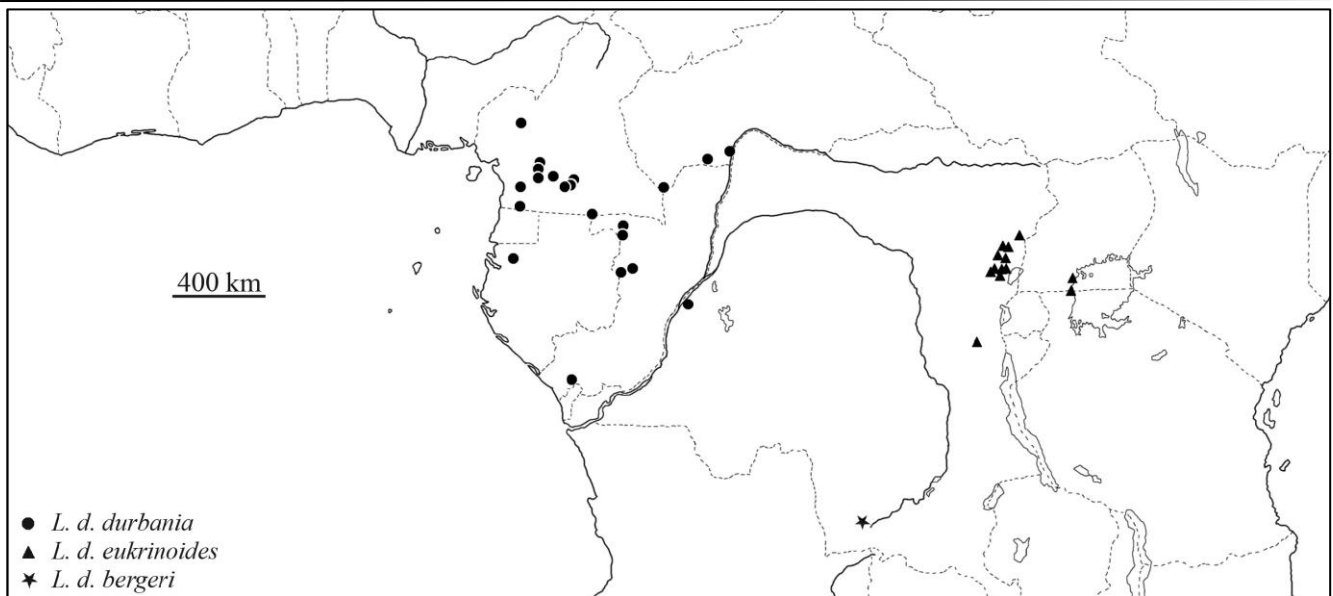 400 km
L. d. durbania
L. d. eukrinoides
L. d. bergeri